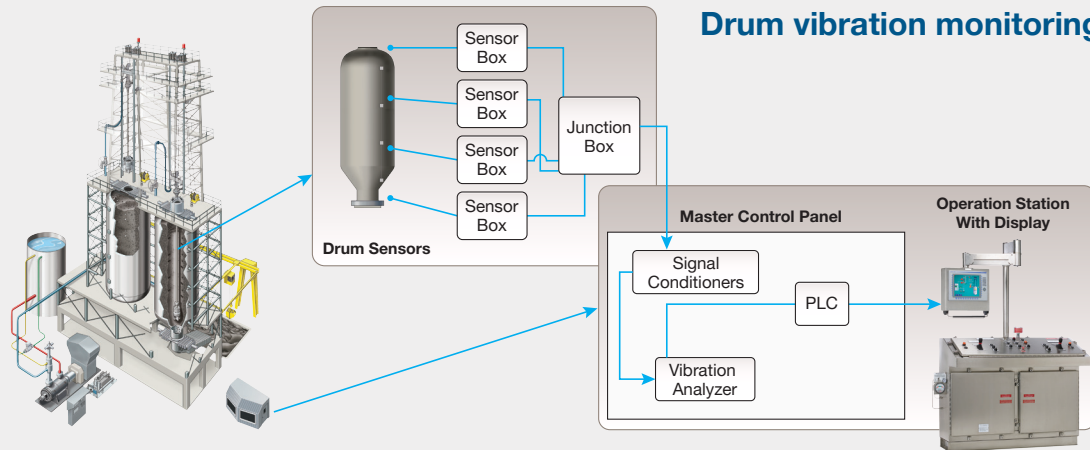 Drum vibration monitoring
Sensor
Box
Sensor
Box
Sensor
Box
Sensor
Box
Junction
Box
Drum Sensors
Master Control Panel
Operation Station
With Display
Signal
Conditioners
PLC
Vibration
Analyzer